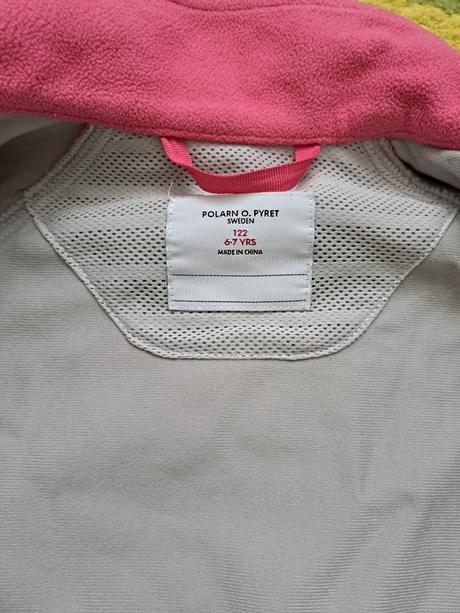 POLARN O. PYRET
SWEDEN
122
6-7 YRS
MADE IN CHINA